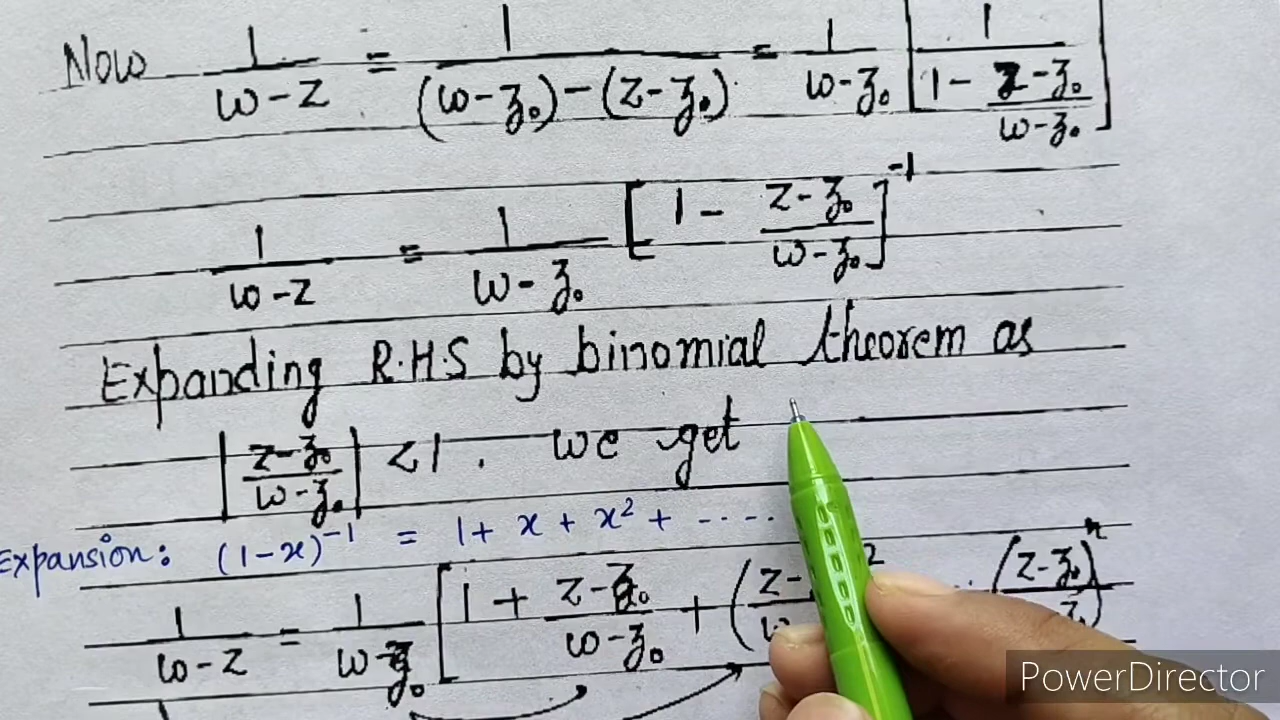 Now 1/(w-z) = 1/((w-z₀)-(z-z₀)) = 1/(w-z₀) [1/(1-(z-z₀)/(w-z₀))]
1/(w-z) = 1/(w-z₀) [1 - (z-z₀)/(w-z₀)]⁻¹
Expanding R.H.S by binomial theorem as
|(z-z₀)/(w-z₀)| < 1. we get
Expansion: (1-x)⁻¹ = 1 + x + x² + .....
1/(w-z) = 1/(w-z₀) [1 + (z-z₀)/(w-z₀) +
PowerDirector